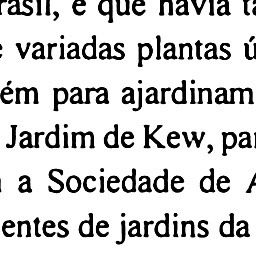 rasil, e que havia ta
e variadas plantas ú
ém para ajardinam
Jardim de Kew, par
a Sociedade de A
entes de jardins da